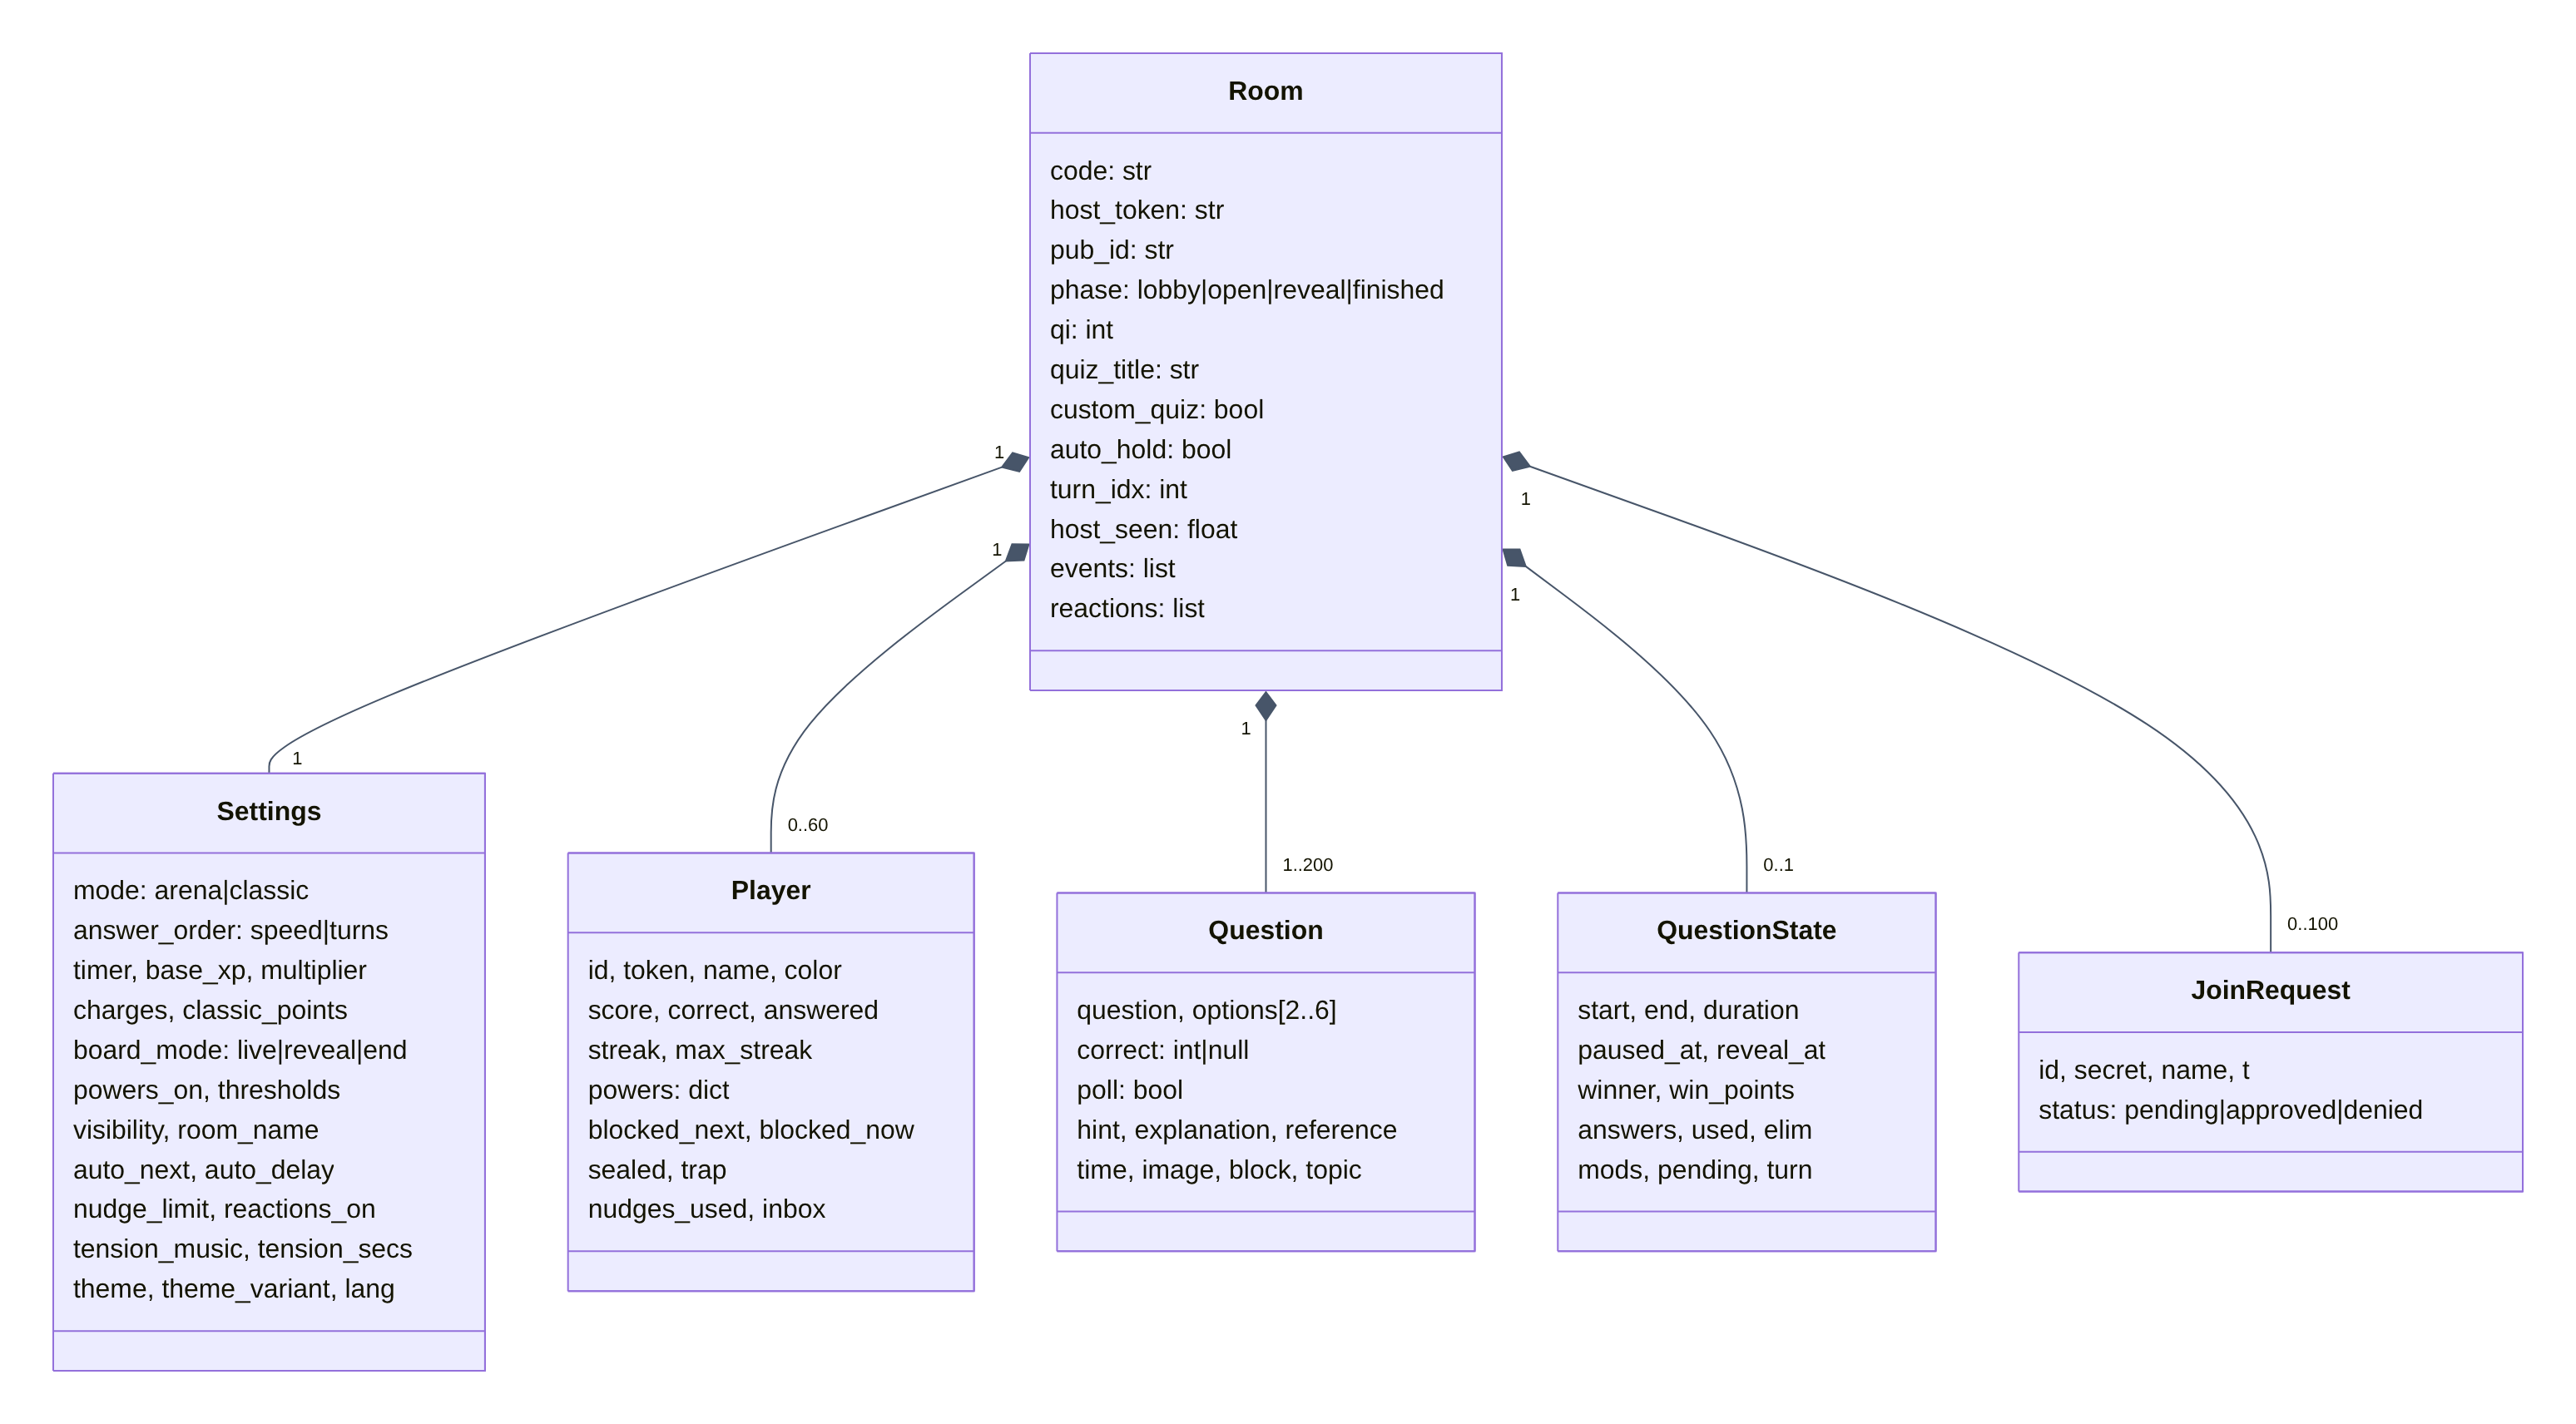 Room
code: str
host_token: str
pub_id: str
phase: lobby|open|reveal|finished
qi: int
quiz_title: str
custom_quiz: bool
auto_hold: bool
turn_idx: int
host_seen: float
events: list
reactions: list
1
1
1
1
1
1
0..60
1..200
0..1
0..100
Settings
mode: arena|classic
answer_order: speed|turns
timer, base_xp, multiplier
charges, classic_points
board_mode: live|reveal|end
powers_on, thresholds
visibility, room_name
auto_next, auto_delay
nudge_limit, reactions_on
tension_music, tension_secs
theme, theme_variant, lang
Player
id, token, name, color
score, correct, answered
streak, max_streak
powers: dict
blocked_next, blocked_now
sealed, trap
nudges_used, inbox
Question
question, options[2..6]
correct: int|null
poll: bool
hint, explanation, reference
time, image, block, topic
QuestionState
start, end, duration
paused_at, reveal_at
winner, win_points
answers, used, elim
mods, pending, turn
JoinRequest
id, secret, name, t
status: pending|approved|denied